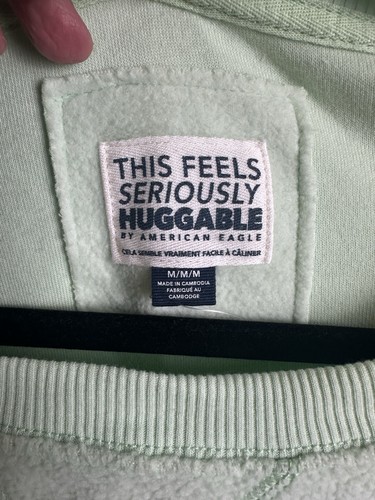 THIS FEELS
SERIOUSLY
HUGGABLE
BY AMERICAN EAGLE
CELA SEMBLE VRAIMENT FACILE À CÂLINER
M/M/M
MADE IN CAMBODIA
FABRIQUÉ AU
CAMBODGE